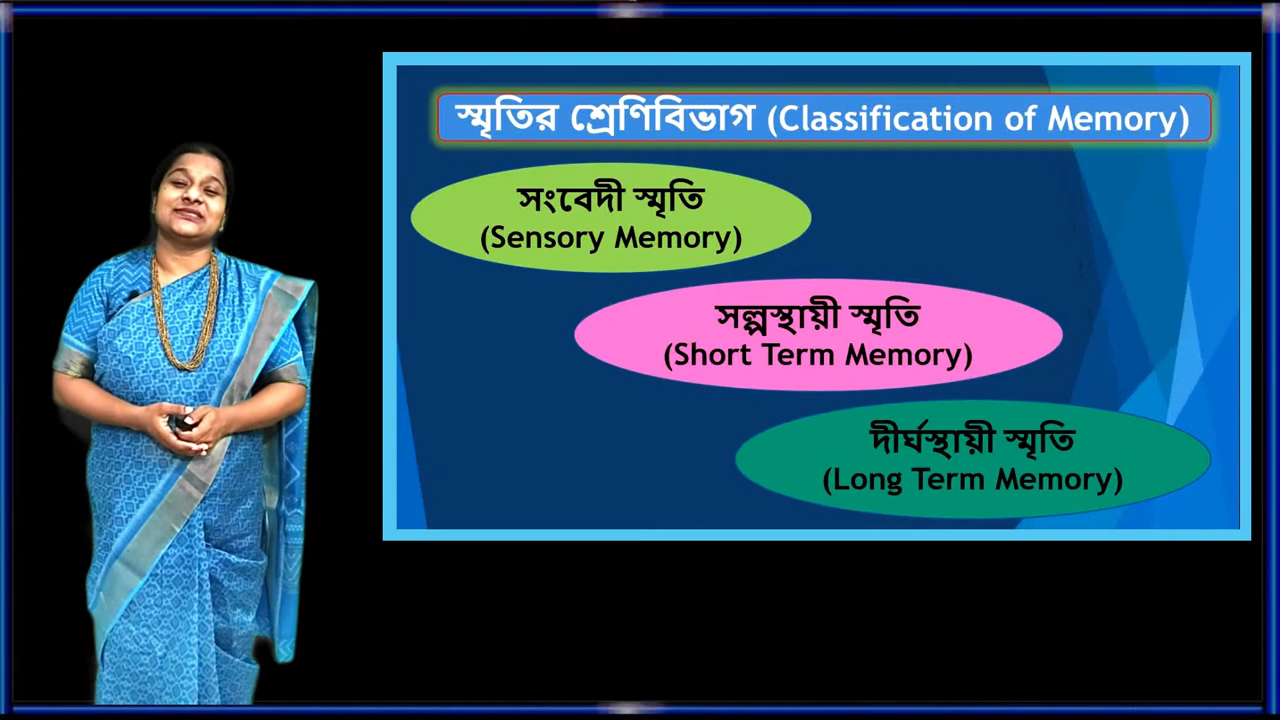 স্মৃতির শ্রেণিবিভাগ (Classification of Memory)
সংবেদী স্মৃতি
(Sensory Memory)
সল্পস্থায়ী স্মৃতি
(Short Term Memory)
দীর্ঘস্থায়ী স্মৃতি
(Long Term Memory)